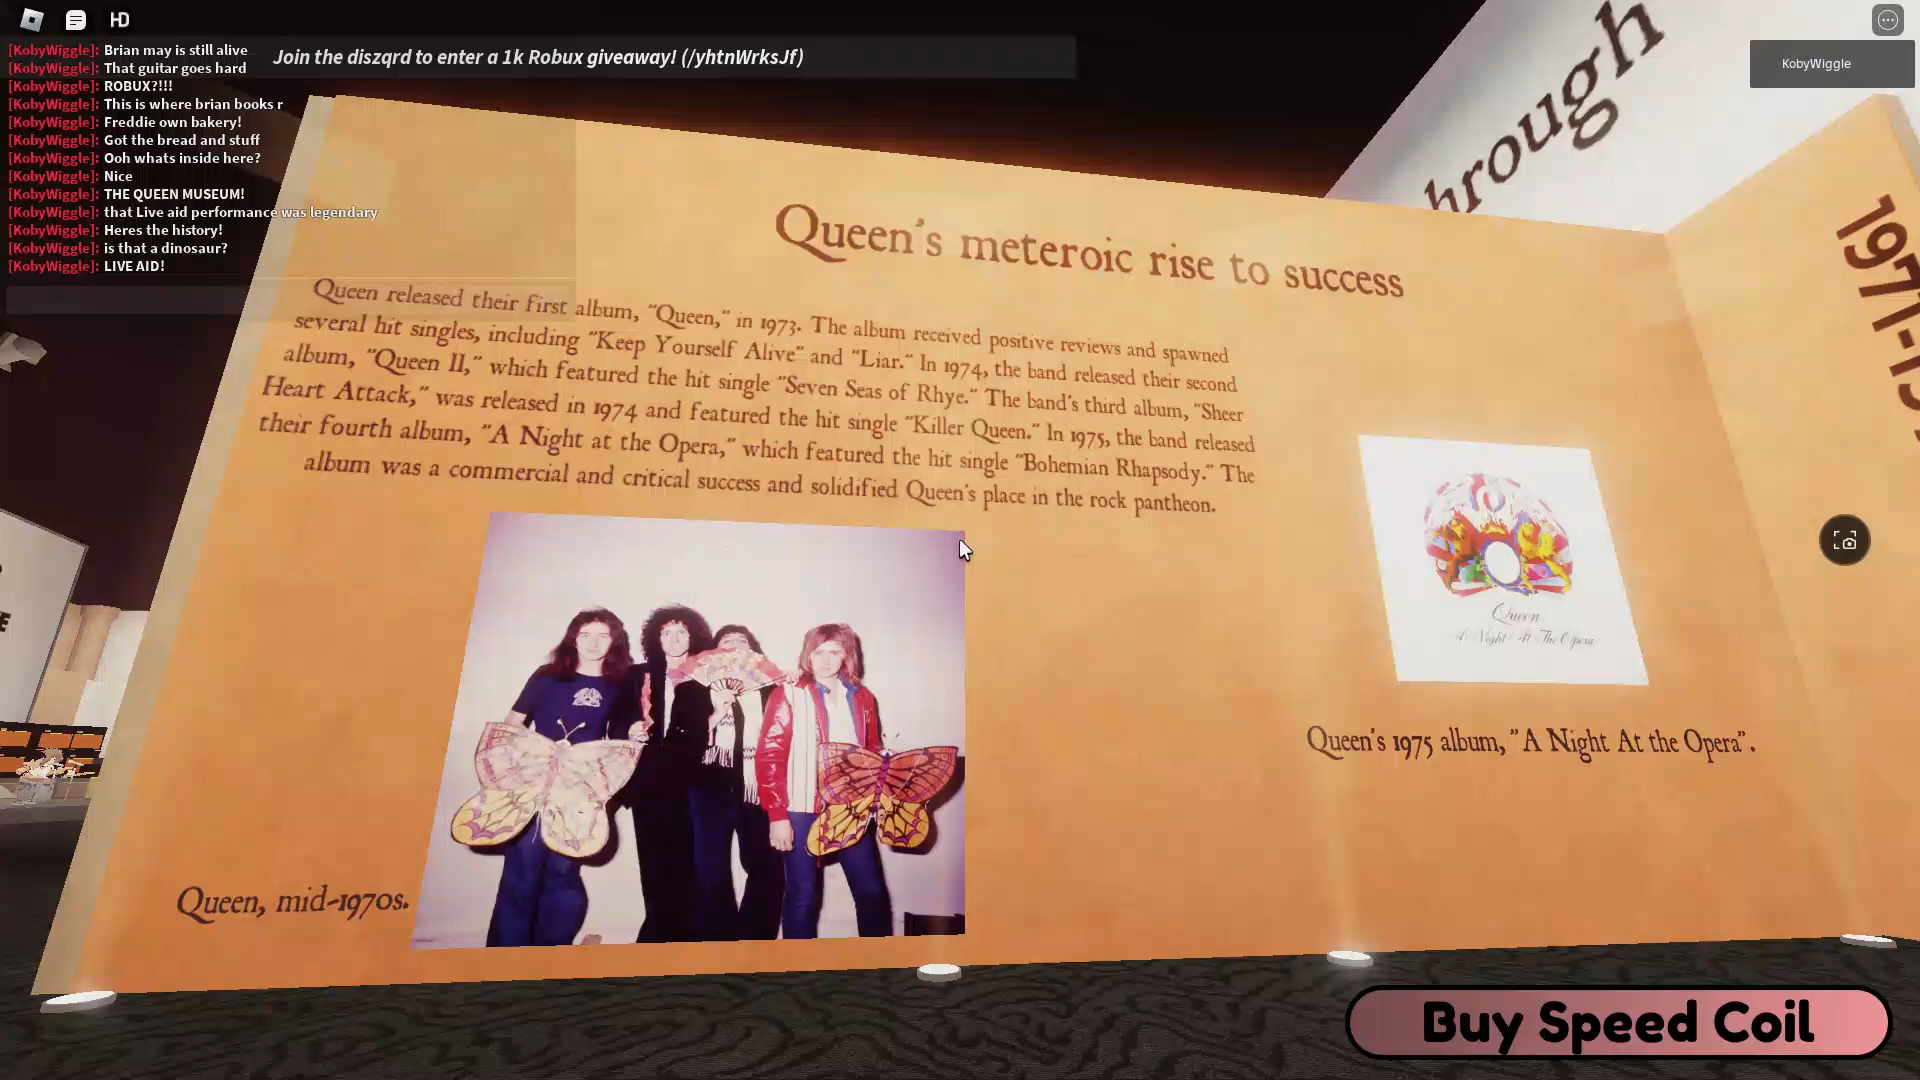 HD
[KobyWiggle]: Brian may is still alive
[KobyWiggle]: That guitar goes hard
[KobyWiggle]: ROBUX?!!!
[KobyWiggle]: This is where brian books r
[KobyWiggle]: Freddie own bakery!
[KobyWiggle]: Got the bread and stuff
[KobyWiggle]: Ooh whats inside here?
[KobyWiggle]: Nice
[KobyWiggle]: THE QUEEN MUSEUM!
[KobyWiggle]: that Live aid performance was legendary
[KobyWiggle]: Heres the history!
[KobyWiggle]: is that a dinosaur?
[KobyWiggle]: LIVE AID!
Join the diszqrd to enter a 1k Robux giveaway! (/yhtnWrksJf)
KobyWiggle
hrough
Queen's meteroic rise to success
Queen released their first album, "Queen," in 1973. The album received positive reviews and spawned
several hit singles, including "Keep Yourself Alive" and "Liar." In 1974, the band released their second
album, "Queen II," which featured the hit single "Seven Seas of Rhye." The band's third album, "Sheer
Heart Attack," was released in 1974 and featured the hit single "Killer Queen." In 1975, the band released
their fourth album, "A Night at the Opera," which featured the hit single "Bohemian Rhapsody." The
album was a commercial and critical success and solidified Queen's place in the rock pantheon.
Queen
A Night At The Opera
Queen's 1975 album, "A Night At the Opera".
Queen, mid-1970s.
Buy Speed Coil